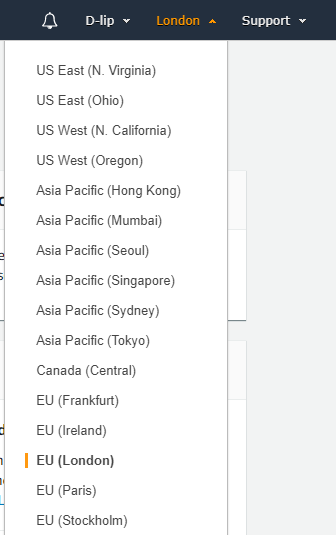 D-lip London Support
US East (N. Virginia)
US East (Ohio)
US West (N. California)
US West (Oregon)
Asia Pacific (Hong Kong)
Asia Pacific (Mumbai)
Asia Pacific (Seoul)
Asia Pacific (Singapore)
Asia Pacific (Sydney)
Asia Pacific (Tokyo)
Canada (Central)
EU (Frankfurt)
EU (Ireland)
EU (London)
EU (Paris)
EU (Stockholm)